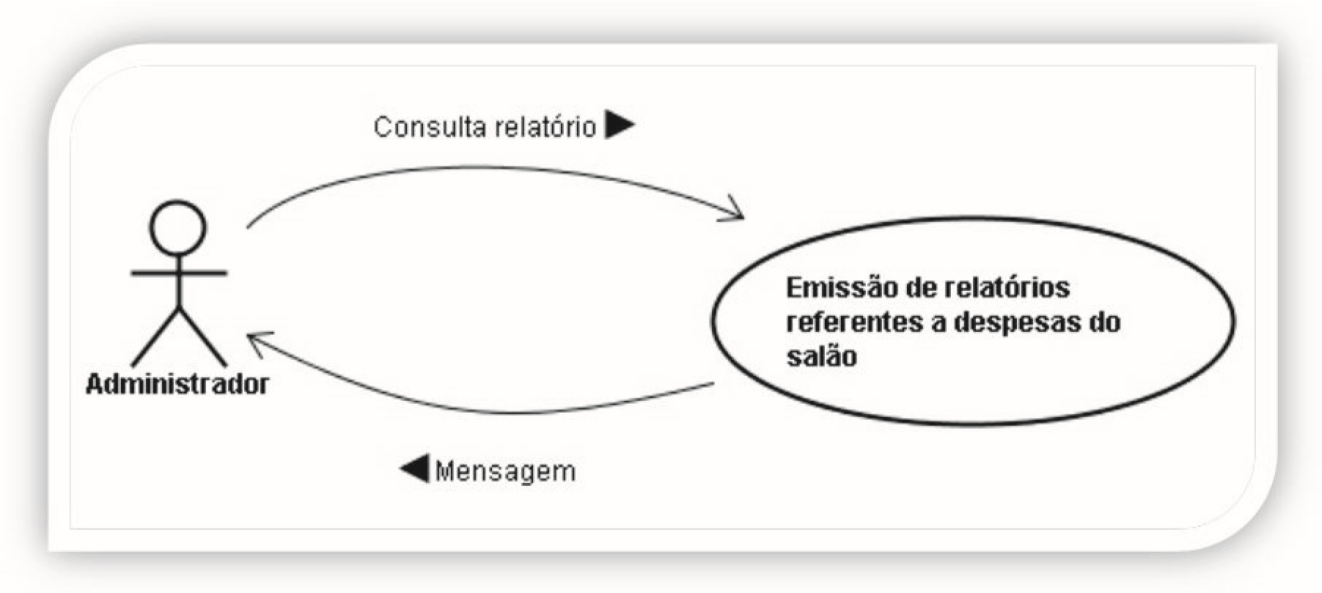 Consulta relatório
Emissão de relatórios
referentes a despesas do
salão
Administrador
Mensagem